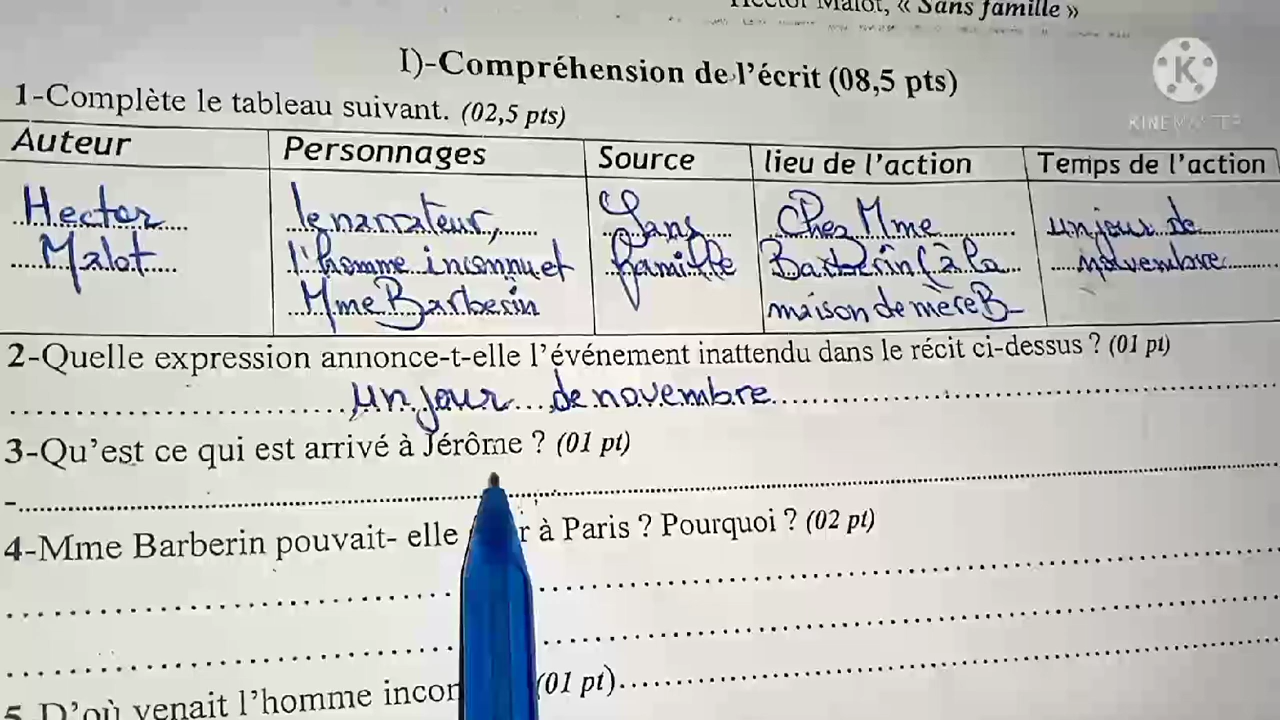 Hector Malot, « Sans famille »
I)-Compréhension de l'écrit (08,5 pts)
KINEMASTER
1-Complète le tableau suivant. (02,5 pts)
Auteur Personnages Source lieu de l'action Temps de l'action
Hector le narrateur, Sans Chez Mme un jour de
Malot l'homme inconnu et famille Barberin (à la novembre
Mme Barberin maison de mère B-
2-Quelle expression annonce-t-elle l'événement inattendu dans le récit ci-dessus ? (01 pt)
un jour de novembre
3-Qu'est ce qui est arrivé à Jérôme ? (01 pt)
-
4-Mme Barberin pouvait- elle à Paris ? Pourquoi ? (02 pt)
5 D'où venait l'homme (01 pt)